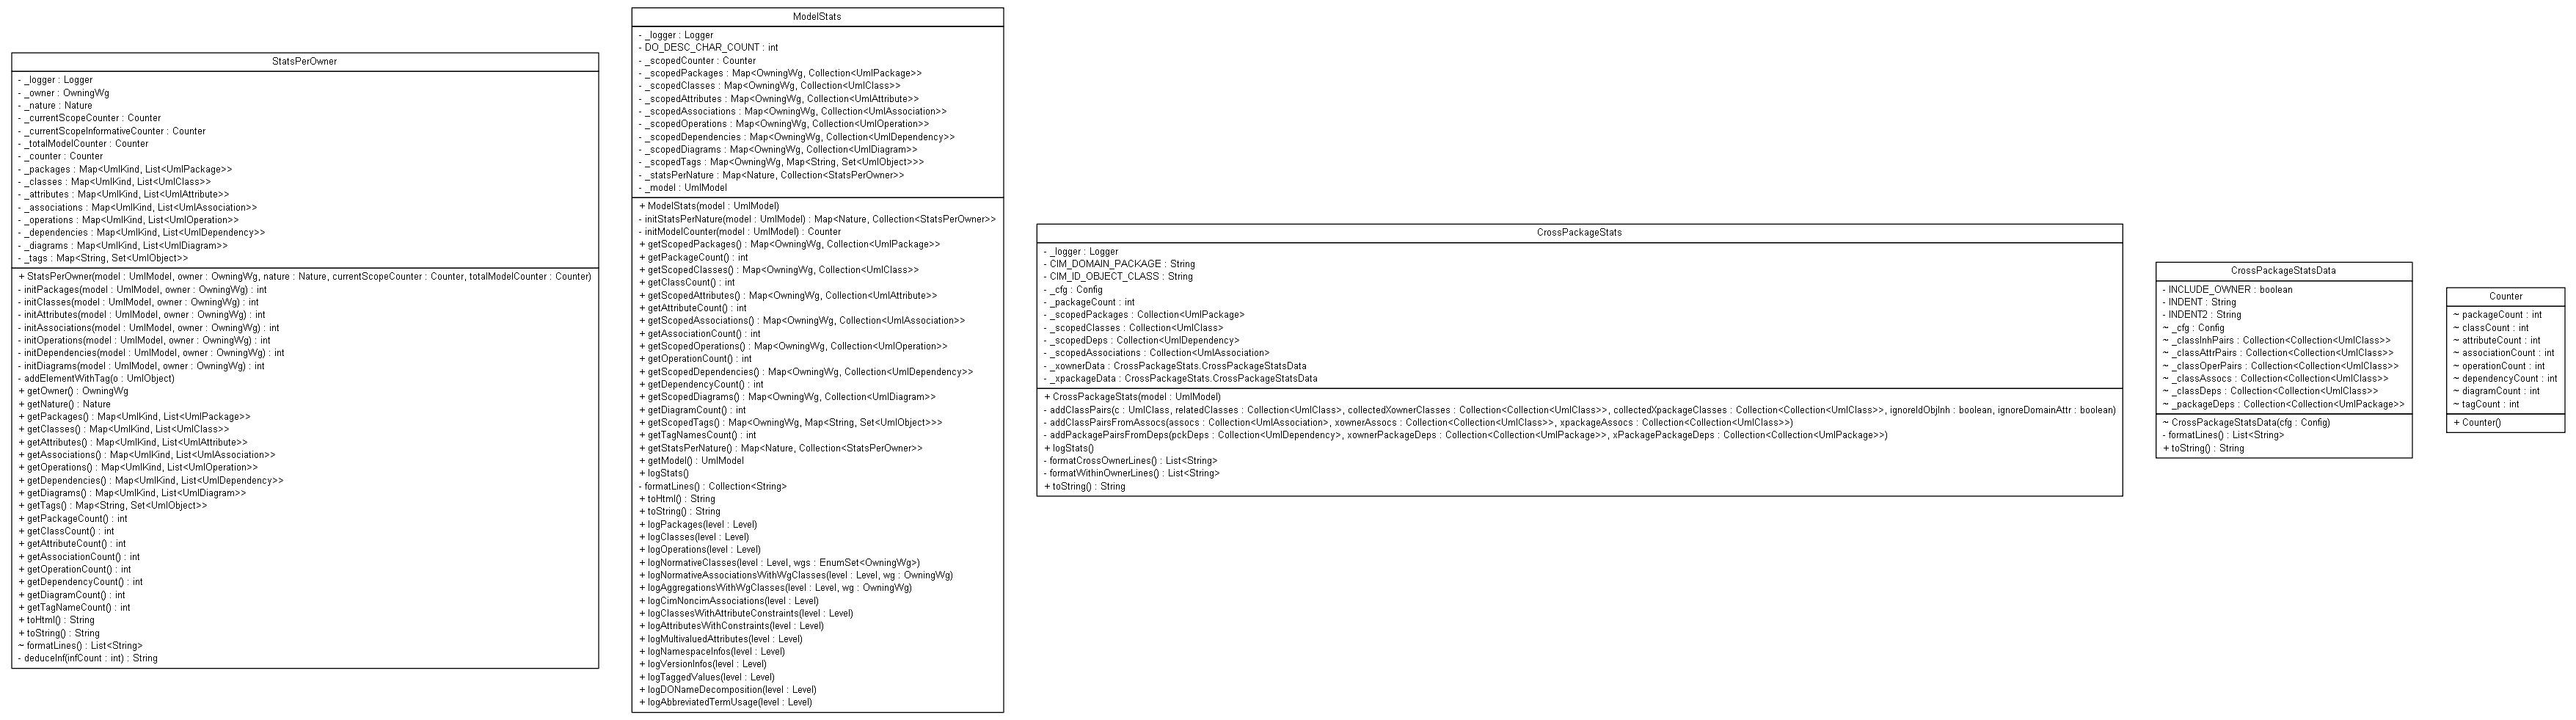 StatsPerOwner
- _logger : Logger
- _owner : OwningWg
- _nature : Nature
- _currentScopeCounter : Counter
- _currentScopeInformativeCounter : Counter
- _totalModelCounter : Counter
- _counter : Counter
- _packages : Map<UmlKind, List<UmlPackage>>
- _classes : Map<UmlKind, List<UmlClass>>
- _attributes : Map<UmlKind, List<UmlAttribute>>
- _associations : Map<UmlKind, List<UmlAssociation>>
- _operations : Map<UmlKind, List<UmlOperation>>
- _dependencies : Map<UmlKind, List<UmlDependency>>
- _diagrams : Map<UmlKind, List<UmlDiagram>>
- _tags : Map<String, Set<UmlObject>>
+ StatsPerOwner(model : UmlModel, owner : OwningWg, nature : Nature, currentScopeCounter : Counter, totalModelCounter : Counter)
- initPackages(model : UmlModel, owner : OwningWg) : int
- initClasses(model : UmlModel, owner : OwningWg) : int
- initAttributes(model : UmlModel, owner : OwningWg) : int
- initAssociations(model : UmlModel, owner : OwningWg) : int
- initOperations(model : UmlModel, owner : OwningWg) : int
- initDependencies(model : UmlModel, owner : OwningWg) : int
- initDiagrams(model : UmlModel, owner : OwningWg) : int
- addElementWithTag(o : UmlObject)
+ getOwner() : OwningWg
+ getNature() : Nature
+ getPackages() : Map<UmlKind, List<UmlPackage>>
+ getClasses() : Map<UmlKind, List<UmlClass>>
+ getAttributes() : Map<UmlKind, List<UmlAttribute>>
+ getAssociations() : Map<UmlKind, List<UmlAssociation>>
+ getOperations() : Map<UmlKind, List<UmlOperation>>
+ getDependencies() : Map<UmlKind, List<UmlDependency>>
+ getDiagrams() : Map<UmlKind, List<UmlDiagram>>
+ getTags() : Map<String, Set<UmlObject>>
+ getPackageCount() : int
+ getClassCount() : int
+ getAttributeCount() : int
+ getAssociationCount() : int
+ getOperationCount() : int
+ getDependencyCount() : int
+ getDiagramCount() : int
+ getTagNameCount() : int
+ toHtml() : String
+ toString() : String
~ formatLines() : List<String>
- deduceInf(infCount : int) : String
ModelStats
- _logger : Logger
- DO_DESC_CHAR_COUNT : int
- _scopedCounter : Counter
- _scopedPackages : Map<OwningWg, Collection<UmlPackage>>
- _scopedClasses : Map<OwningWg, Collection<UmlClass>>
- _scopedAttributes : Map<OwningWg, Collection<UmlAttribute>>
- _scopedAssociations : Map<OwningWg, Collection<UmlAssociation>>
- _scopedOperations : Map<OwningWg, Collection<UmlOperation>>
- _scopedDependencies : Map<OwningWg, Collection<UmlDependency>>
- _scopedDiagrams : Map<OwningWg, Collection<UmlDiagram>>
- _scopedTags : Map<OwningWg, Map<String, Set<UmlObject>>>
- _statsPerNature : Map<Nature, Collection<StatsPerOwner>>
- _model : UmlModel
+ ModelStats(model : UmlModel)
- initStatsPerNature(model : UmlModel) : Map<Nature, Collection<StatsPerOwner>>
- initModelCounter(model : UmlModel) : Counter
+ getScopedPackages() : Map<OwningWg, Collection<UmlPackage>>
+ getPackageCount() : int
+ getScopedClasses() : Map<OwningWg, Collection<UmlClass>>
+ getClassCount() : int
+ getScopedAttributes() : Map<OwningWg, Collection<UmlAttribute>>
+ getAttributeCount() : int
+ getScopedAssociations() : Map<OwningWg, Collection<UmlAssociation>>
+ getAssociationCount() : int
+ getScopedOperations() : Map<OwningWg, Collection<UmlOperation>>
+ getOperationCount() : int
+ getScopedDependencies() : Map<OwningWg, Collection<UmlDependency>>
+ getDependencyCount() : int
+ getScopedDiagrams() : Map<OwningWg, Collection<UmlDiagram>>
+ getDiagramCount() : int
+ getScopedTags() : Map<OwningWg, Map<String, Set<UmlObject>>>
+ getTagNamesCount() : int
+ getStatsPerNature() : Map<Nature, Collection<StatsPerOwner>>
+ getModel() : UmlModel
+ logStats()
- formatLines() : Collection<String>
+ toHtml() : String
+ toString() : String
+ logPackages(level : Level)
+ logClasses(level : Level)
+ logOperations(level : Level)
+ logNormativeClasses(level : Level, wgs : EnumSet<OwningWg>)
+ logNormativeAssociationsWithWgClasses(level : Level, wg : OwningWg)
+ logAggregationsWithWgClasses(level : Level, wg : OwningWg)
+ logCimNoncimAssociations(level : Level)
+ logClassesWithAttributeConstraints(level : Level)
+ logAttributesWithConstraints(level : Level)
+ logMultivaluedAttributes(level : Level)
+ logNamespaceInfos(level : Level)
+ logVersionInfos(level : Level)
+ logTaggedValues(level : Level)
+ logDONameDecomposition(level : Level)
+ logAbbreviatedTermUsage(level : Level)
CrossPackageStats
- _logger : Logger
- CIM_DOMAIN_PACKAGE : String
- CIM_ID_OBJECT_CLASS : String
- _cfg : Config
- _packageCount : int
- _scopedPackages : Collection<UmlPackage>
- _scopedClasses : Collection<UmlClass>
- _scopedDeps : Collection<UmlDependency>
- _scopedAssociations : Collection<UmlAssociation>
- _xownerData : CrossPackageStats.CrossPackageStatsData
- _xpackageData : CrossPackageStats.CrossPackageStatsData
+ CrossPackageStats(model : UmlModel)
- addClassPairs(c : UmlClass, relatedClasses : Collection<UmlClass>, collectedXownerClasses : Collection<Collection<UmlClass>>, collectedXpackageClasses : Collection<Collection<UmlClass>>, ignoreIdObjInh : boolean, ignoreDomainAttr : boolean)
- addClassPairsFromAssocs(assocs : Collection<UmlAssociation>, xownerAssocs : Collection<Collection<UmlClass>>, xpackageAssocs : Collection<Collection<UmlClass>>)
- addPackagePairsFromDeps(pckDeps : Collection<UmlDependency>, xownerPackageDeps : Collection<Collection<UmlPackage>>, xPackagePackageDeps : Collection<Collection<UmlPackage>>)
+ logStats()
- formatCrossOwnerLines() : List<String>
- formatWithinOwnerLines() : List<String>
+ toString() : String
CrossPackageStatsData
- INCLUDE_OWNER : boolean
- INDENT : String
- INDENT2 : String
~ _cfg : Config
~ _classInhPairs : Collection<Collection<UmlClass>>
~ _classAttrPairs : Collection<Collection<UmlClass>>
~ _classOperPairs : Collection<Collection<UmlClass>>
~ _classAssocs : Collection<Collection<UmlClass>>
~ _classDeps : Collection<Collection<UmlClass>>
~ _packageDeps : Collection<Collection<UmlPackage>>
~ CrossPackageStatsData(cfg : Config)
- formatLines() : List<String>
+ toString() : String
Counter
~ packageCount : int
~ classCount : int
~ attributeCount : int
~ associationCount : int
~ operationCount : int
~ dependencyCount : int
~ diagramCount : int
~ tagCount : int
+ Counter()